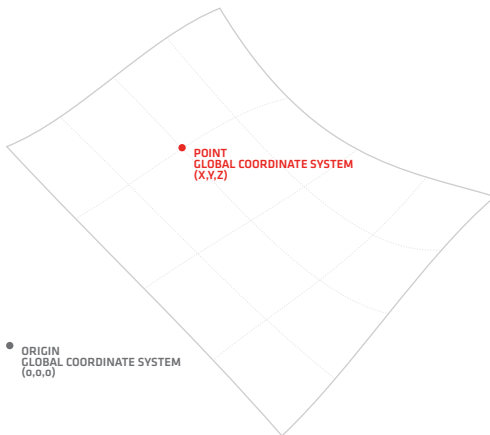 POINT
GLOBAL COORDINATE SYSTEM
(X,Y,Z)
ORIGIN
GLOBAL COORDINATE SYSTEM
(0,0,0)